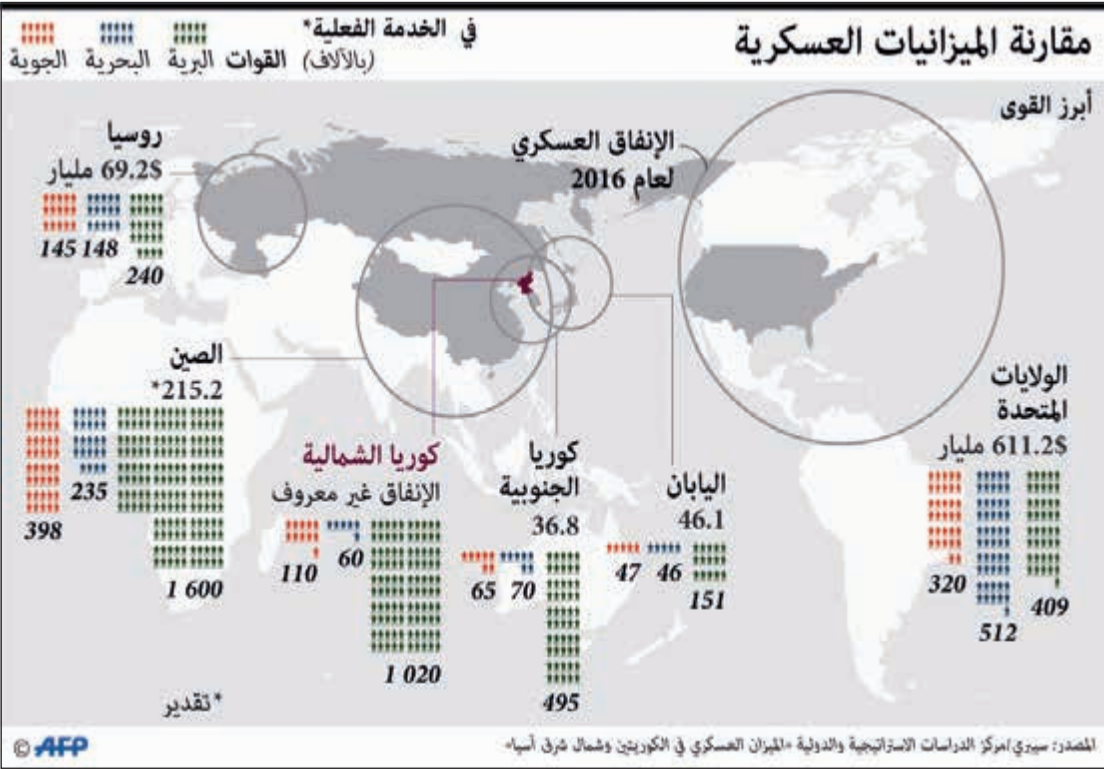 مقارنة الميزانيات العسكرية
في الخدمة الفعلية*
(بالآلاف)
القوات البرية البحرية الجوية
أبرز القوى
الإنفاق العسكري
لعام 2016
روسيا
69.2$ مليار
145 148 240
الصين
215.2*
398 235 1 600
كوريا الشمالية
الإنفاق غير معروف
110 60 1 020
كوريا
الجنوبية
36.8
65 70 495
اليابان
46.1
47 46 151
الولايات
المتحدة
611.2$ مليار
320 512 409
*تقدير
المصدر: سيبري/مركز الدراسات الاستراتيجية والدولية «الميزان العسكري في الكوريتين وشمال شرق آسيا»
© AFP